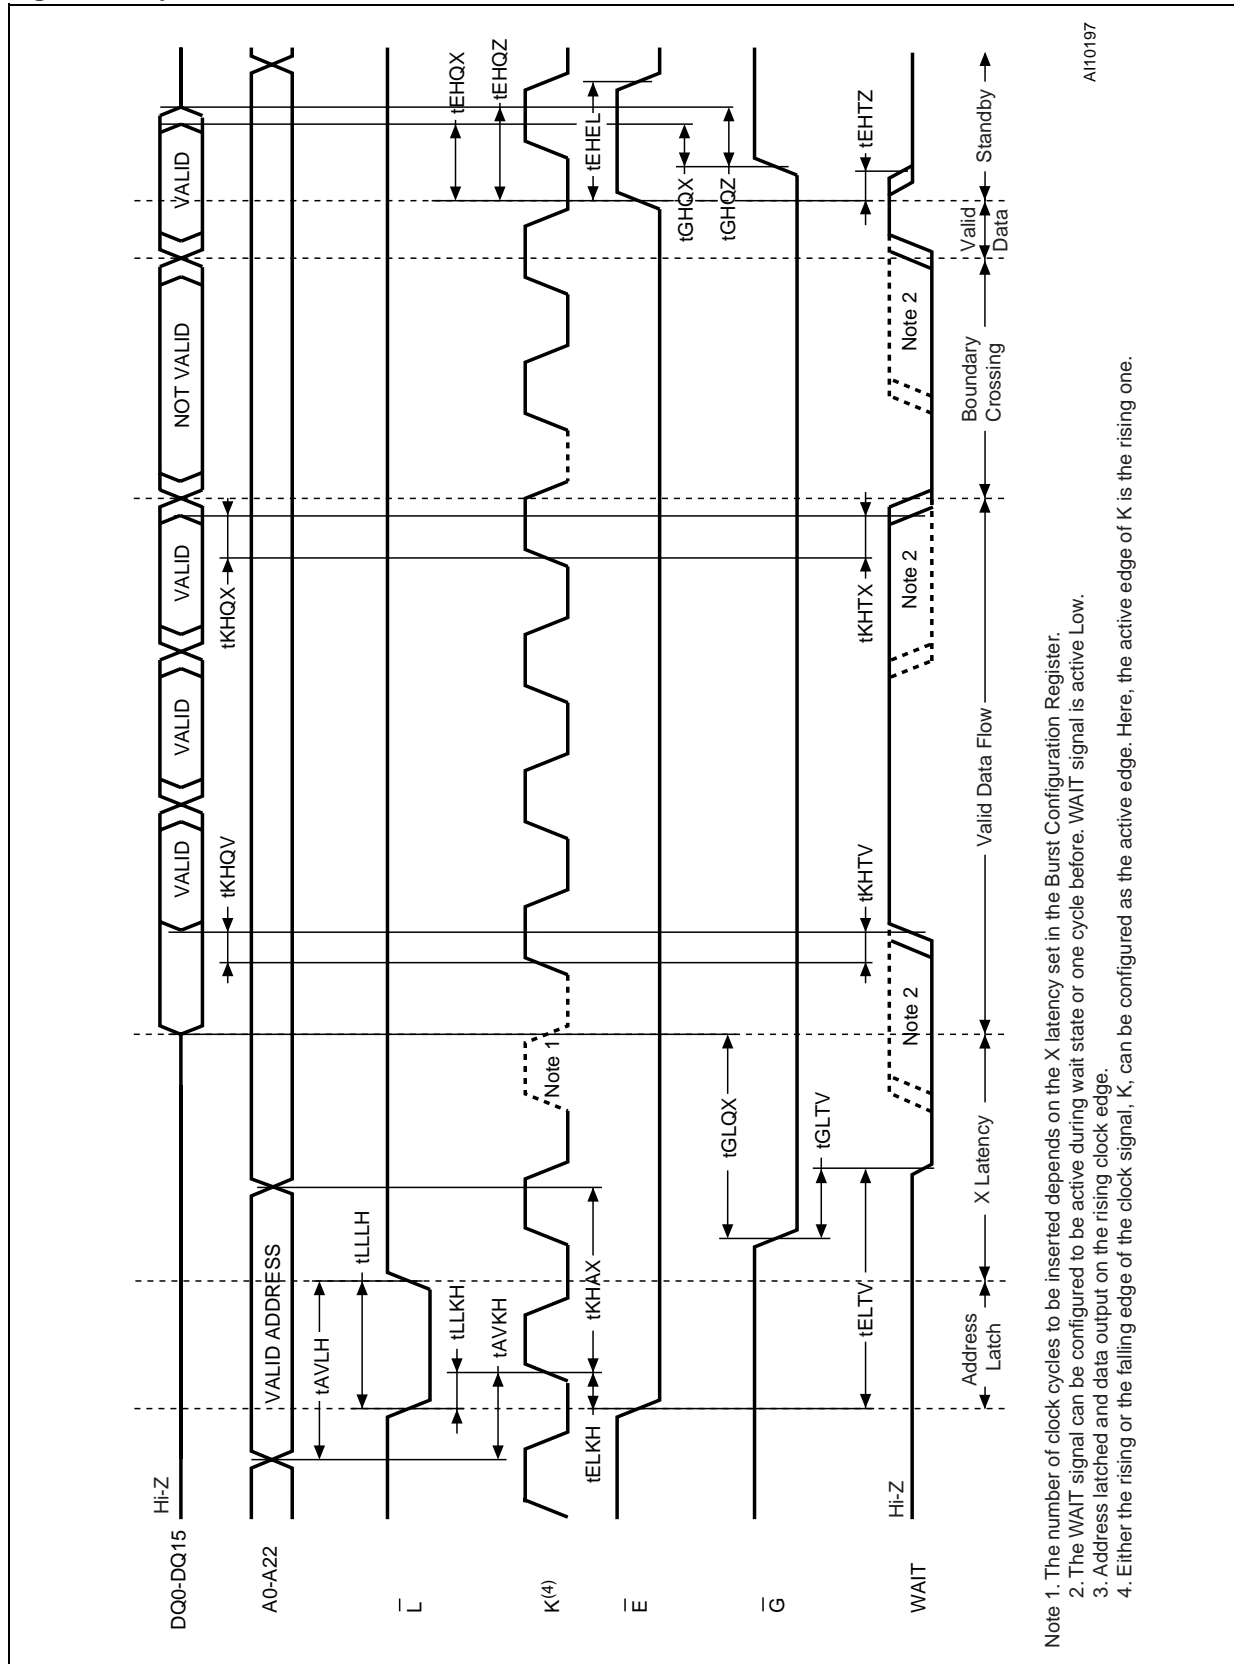 DQ0-DQ15
Hi-Z
VALID
VALID
VALID
NOT VALID
VALID
A0-A22
VALID ADDRESS
tAVLH
tLLLH
tLLKH
tAVKH
tELKH
tKHAX
tKHQV
tKHQX
tEHQX
tEHQZ
tEHEL
L
K(4)
Note 1
E
G
tGLQX
tGLTV
tELTV
tKHTV
tKHTX
tGHQX
tGHQZ
tEHTZ
WAIT
Hi-Z
Note 2
Note 2
Note 2
Address
Latch
X Latency
Valid Data Flow
Boundary
Crossing
Valid
Data
Standby
Note 1. The number of clock cycles to be inserted depends on the X latency set in the Burst Configuration Register.
2. The WAIT signal can be configured to be active during wait state or one cycle before. WAIT signal is active Low.
3. Address latched and data output on the rising clock edge.
4. Either the rising or the falling edge of the clock signal, K, can be configured as the active edge. Here, the active edge of K is the rising one.
AI10197